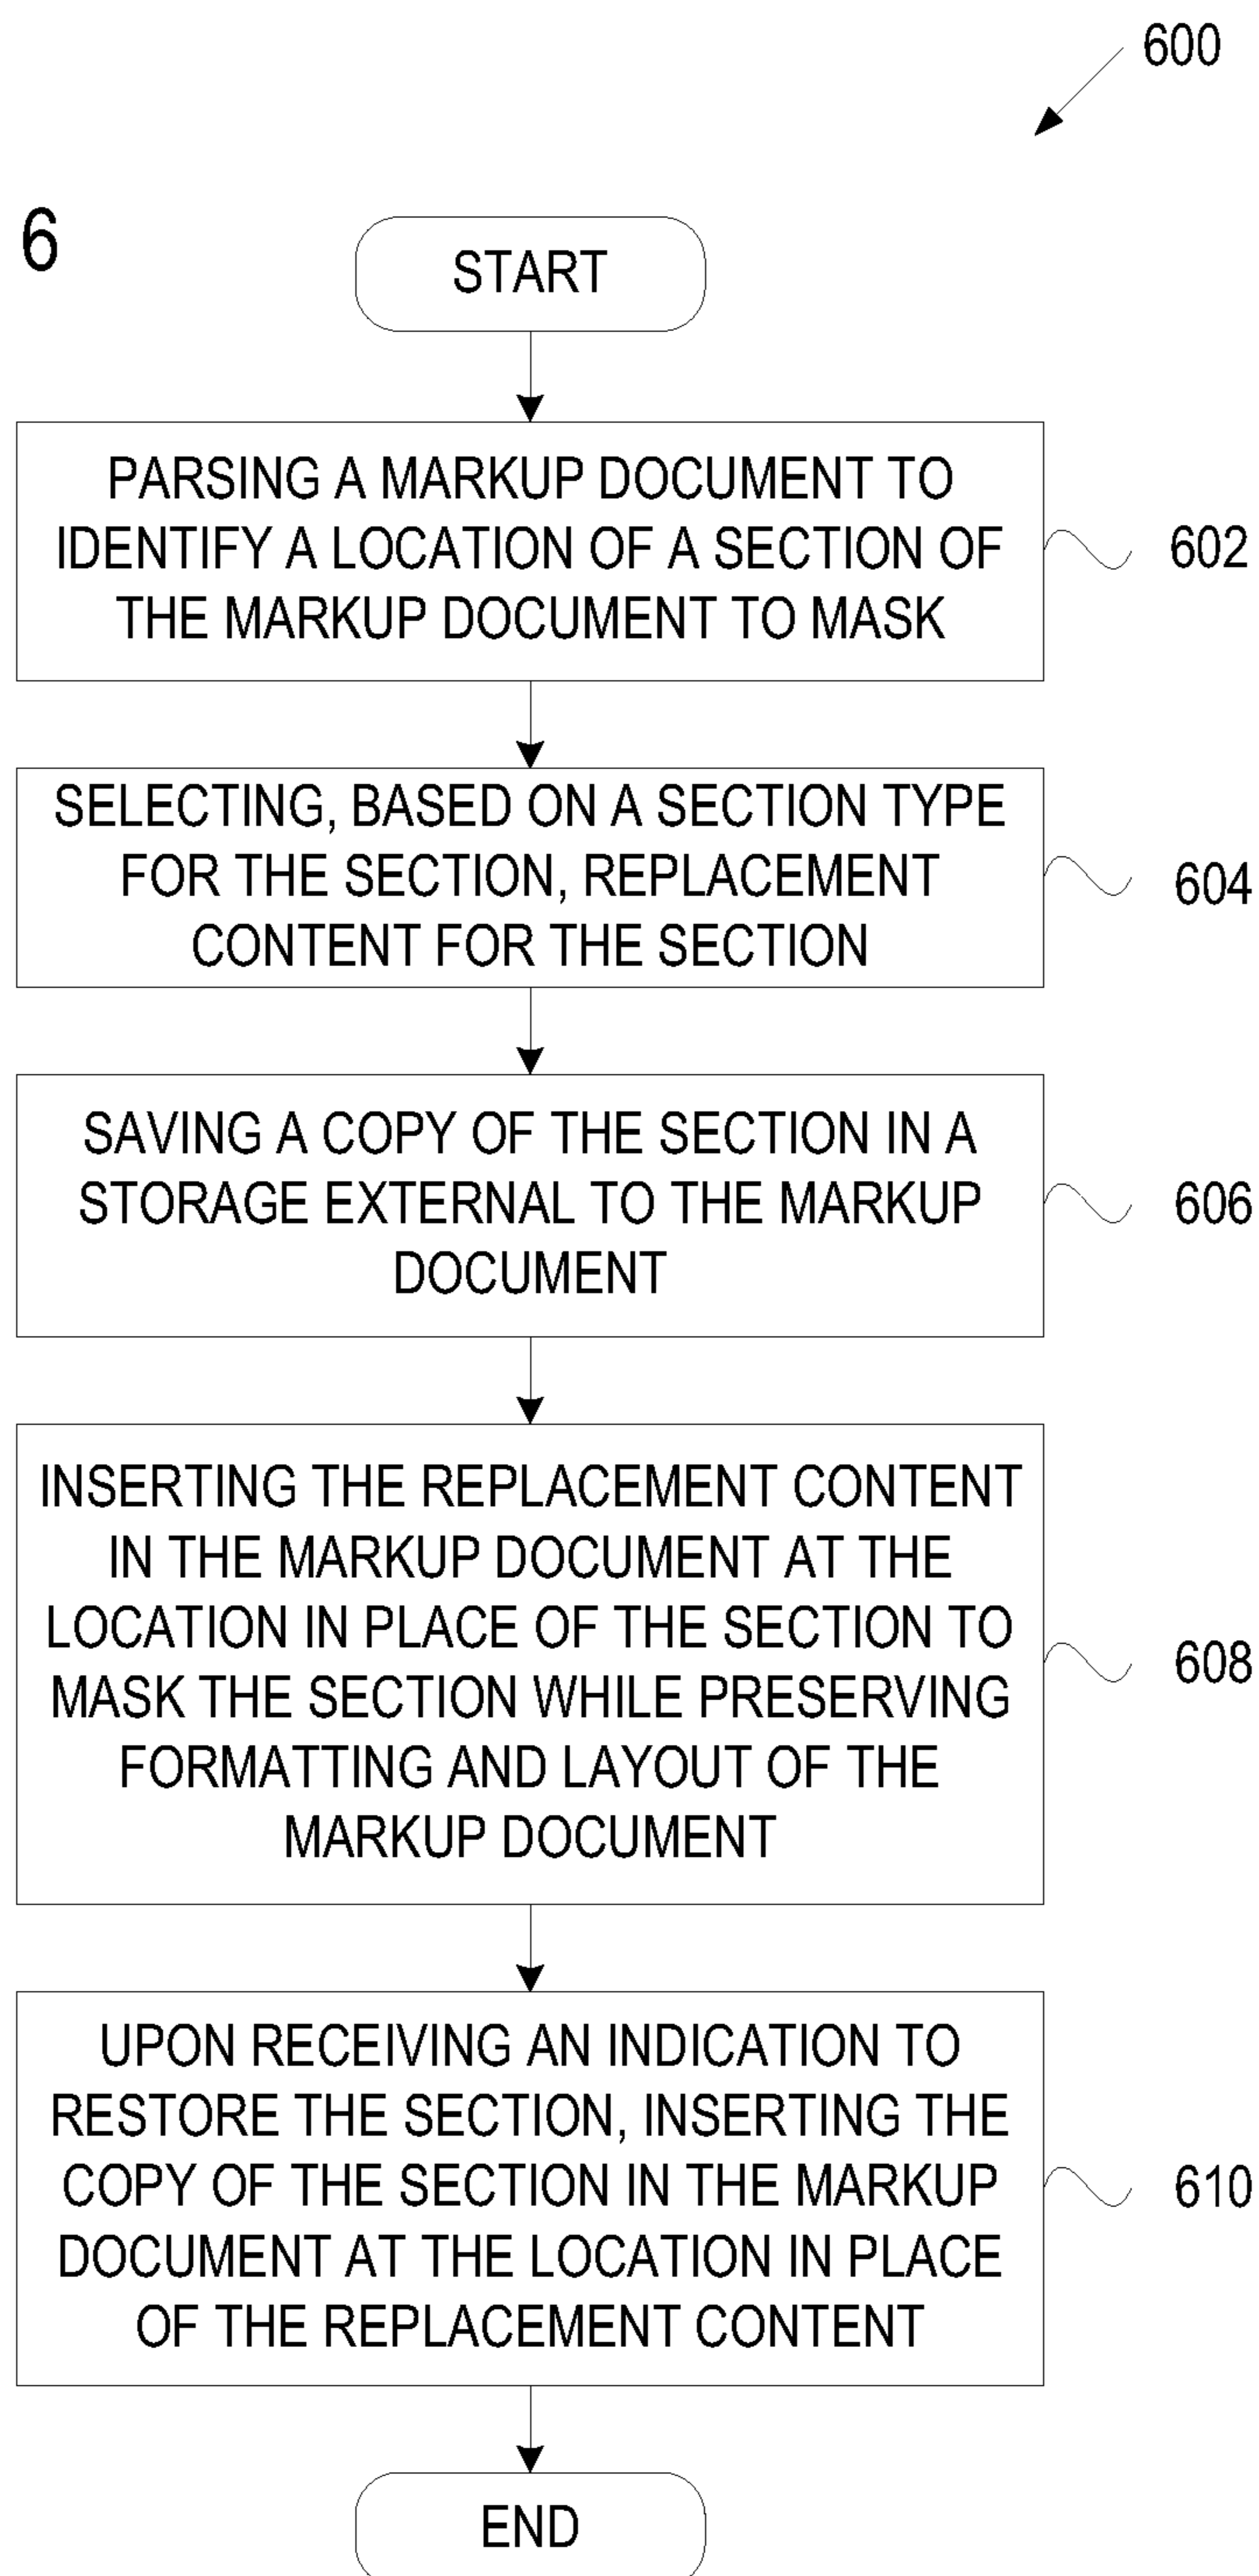 600
6
START
PARSING A MARKUP DOCUMENT TO
IDENTIFY A LOCATION OF A SECTION OF
THE MARKUP DOCUMENT TO MASK
602
SELECTING, BASED ON A SECTION TYPE
FOR THE SECTION, REPLACEMENT
CONTENT FOR THE SECTION
604
SAVING A COPY OF THE SECTION IN A
STORAGE EXTERNAL TO THE MARKUP
DOCUMENT
606
INSERTING THE REPLACEMENT CONTENT
IN THE MARKUP DOCUMENT AT THE
LOCATION IN PLACE OF THE SECTION TO
MASK THE SECTION WHILE PRESERVING
FORMATTING AND LAYOUT OF THE
MARKUP DOCUMENT
608
UPON RECEIVING AN INDICATION TO
RESTORE THE SECTION, INSERTING THE
COPY OF THE SECTION IN THE MARKUP
DOCUMENT AT THE LOCATION IN PLACE
OF THE REPLACEMENT CONTENT
610
END